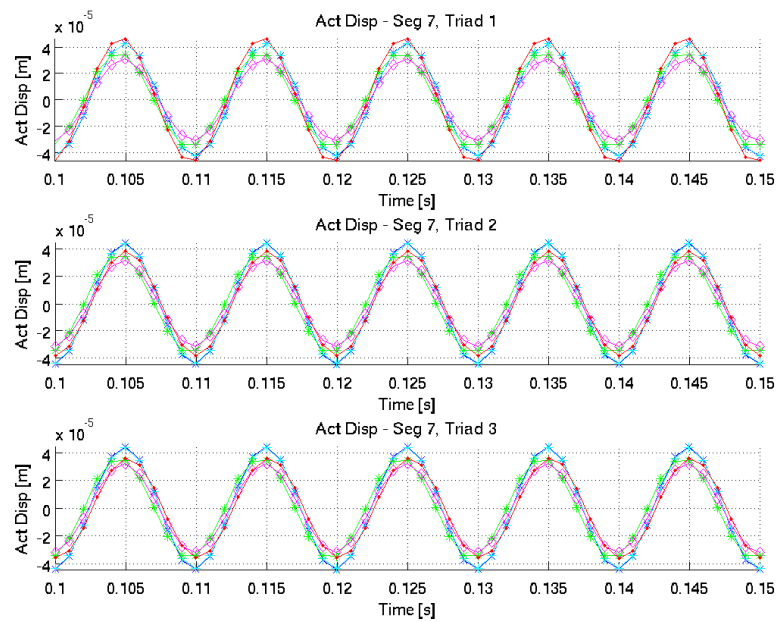 Act Disp - Seg 7, Triad 1
x 10⁻⁵
Act Disp [m]
4
2
0
-2
-4
0.1 0.105 0.11 0.115 0.12 0.125 0.13 0.135 0.14 0.145 0.15
Time [s]
Act Disp - Seg 7, Triad 2
x 10⁻⁵
Act Disp [m]
4
2
0
-2
-4
0.1 0.105 0.11 0.115 0.12 0.125 0.13 0.135 0.14 0.145 0.15
Time [s]
Act Disp - Seg 7, Triad 3
x 10⁻⁵
Act Disp [m]
4
2
0
-2
-4
0.1 0.105 0.11 0.115 0.12 0.125 0.13 0.135 0.14 0.145 0.15
Time [s]